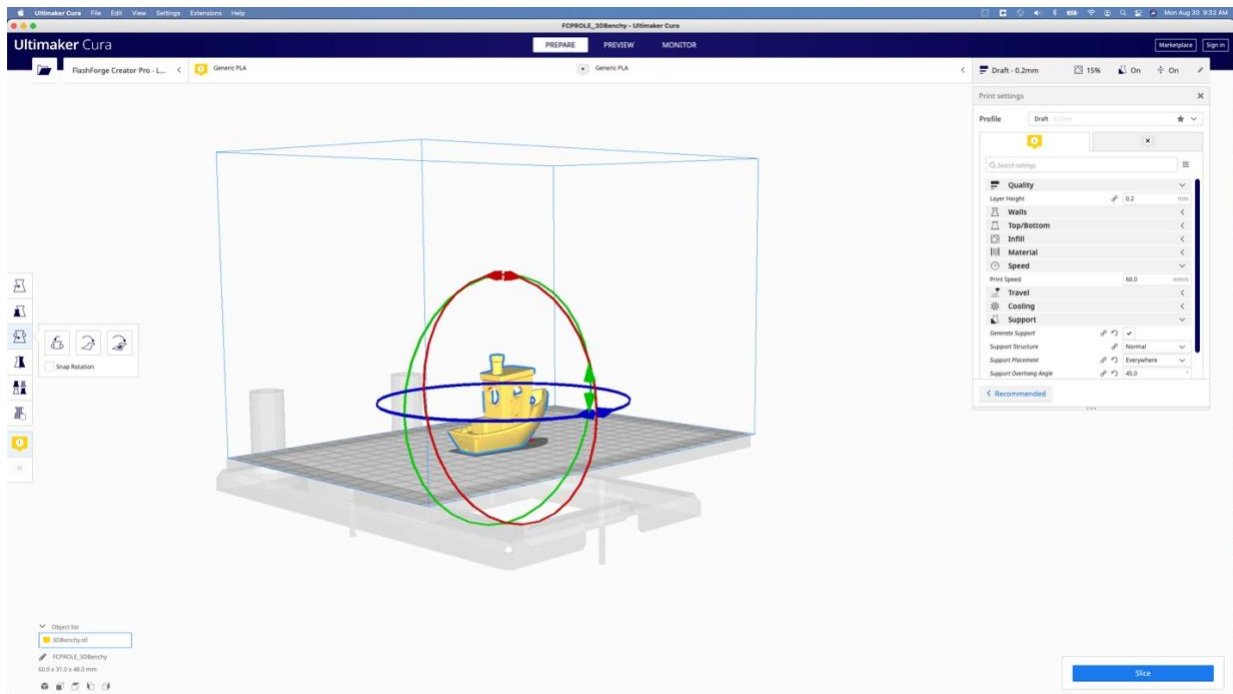 Ultimaker Cura File Edit View Settings Extensions Help
Mon Aug 30 9:32 AM
FCPROLE_3DBenchy - Ultimaker Cura
Ultimaker Cura
PREPARE PREVIEW MONITOR
Marketplace Sign in
FlashForge Creator Pro - L...
1 Generic PLA
Generic PLA
Draft - 0.2mm 15% On On
Print settings
Profile Draft 0.2mm
1
Search settings
Quality
Layer Height 0.2 mm
Walls
Top/Bottom
Infill
Material
Speed
Print Speed 60.0 mm/s
Travel
Cooling
Support
Generate Support
Support Structure Normal
Support Placement Everywhere
Support Overhang Angle 45.0 °
Recommended
Snap Rotation
Object list
3DBenchy.stl
FCPROLE_3DBenchy
60.0 x 31.0 x 48.0 mm
Slice